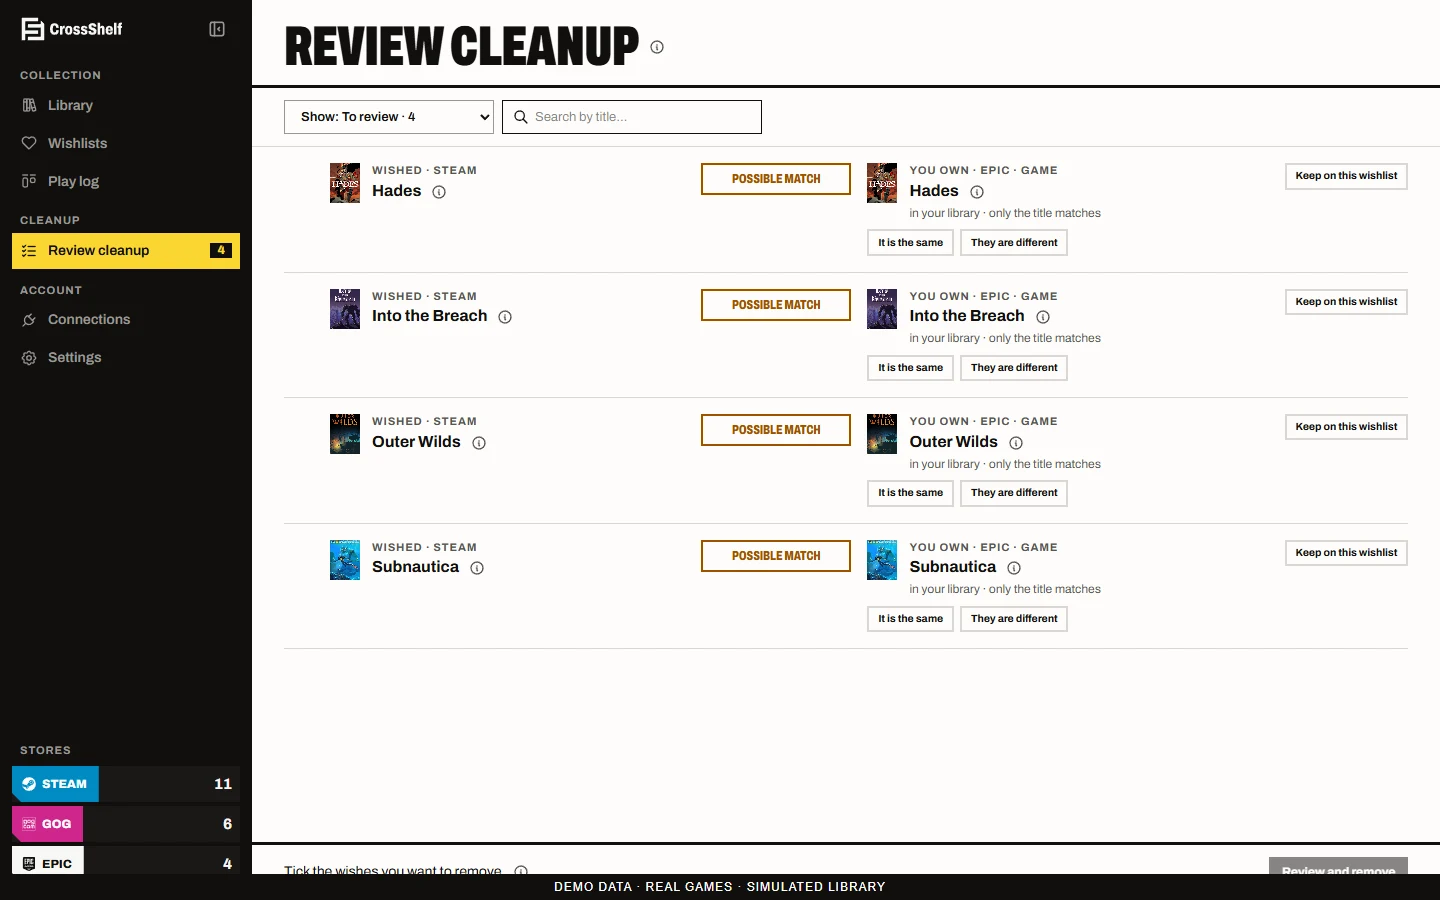 CrossShelf
COLLECTION
Library
Wishlists
Play log
CLEANUP
Review cleanup 4
ACCOUNT
Connections
Settings
STORES
STEAM 11
GOG 6
EPIC 4
REVIEW CLEANUP
Show: To review · 4
Search by title...
WISHED · STEAM
Hades
POSSIBLE MATCH
HADES
YOU OWN · EPIC · GAME
Hades
in your library · only the title matches
It is the same They are different
Keep on this wishlist
WISHED · STEAM
Into the Breach
POSSIBLE MATCH
YOU OWN · EPIC · GAME
Into the Breach
in your library · only the title matches
It is the same They are different
Keep on this wishlist
WISHED · STEAM
Outer Wilds
POSSIBLE MATCH
YOU OWN · EPIC · GAME
Outer Wilds
in your library · only the title matches
It is the same They are different
Keep on this wishlist
WISHED · STEAM
Subnautica
POSSIBLE MATCH
YOU OWN · EPIC · GAME
Subnautica
in your library · only the title matches
It is the same They are different
Keep on this wishlist
Tick the wishes you want to remove.
Review and remove
DEMO DATA · REAL GAMES · SIMULATED LIBRARY